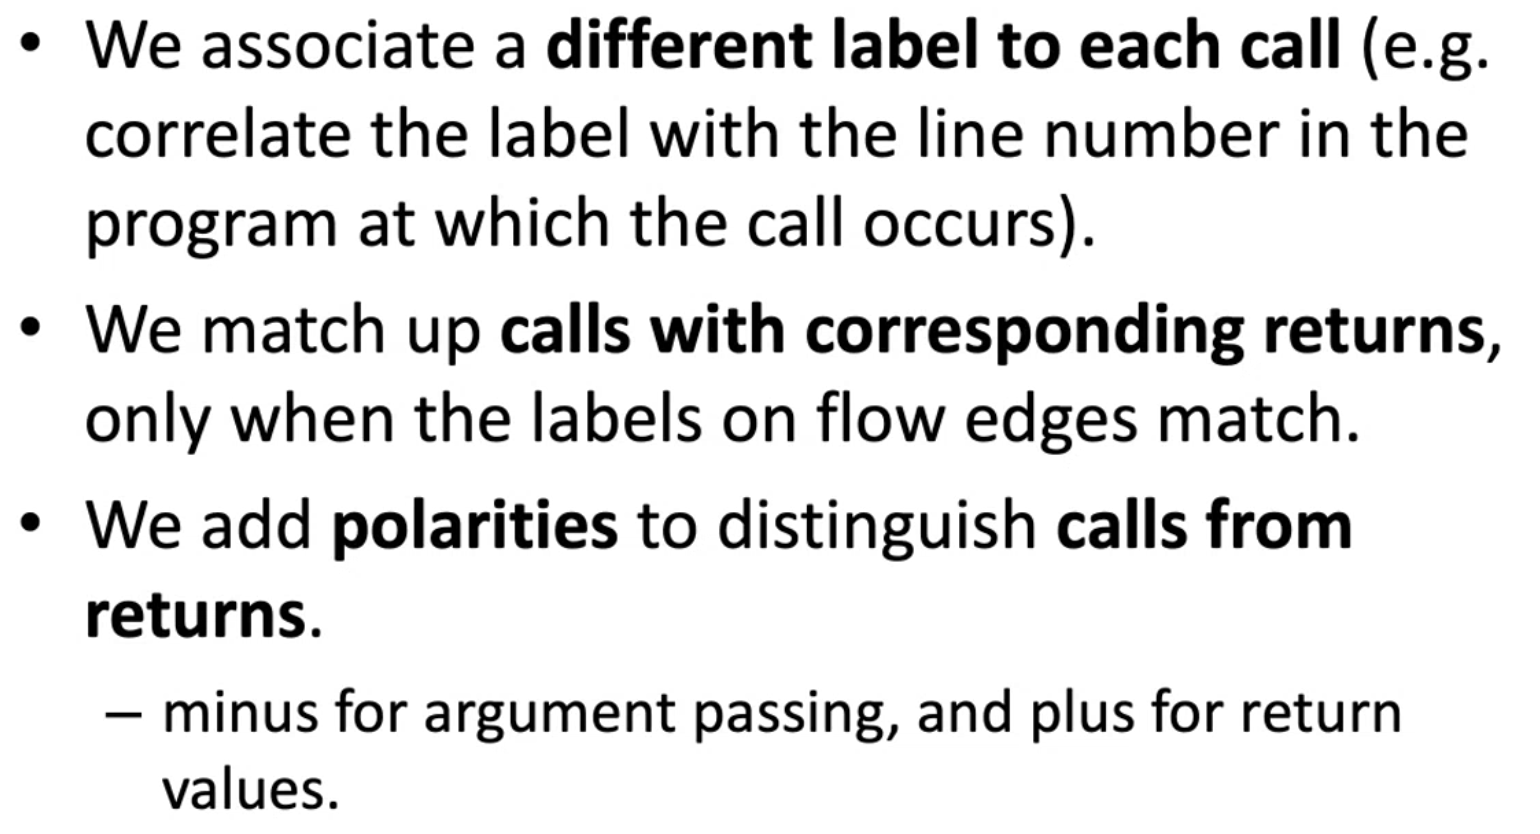 • We associate a different label to each call (e.g.
correlate the label with the line number in the
program at which the call occurs).
• We match up calls with corresponding returns,
only when the labels on flow edges match.
• We add polarities to distinguish calls from
returns.
– minus for argument passing, and plus for return
values.